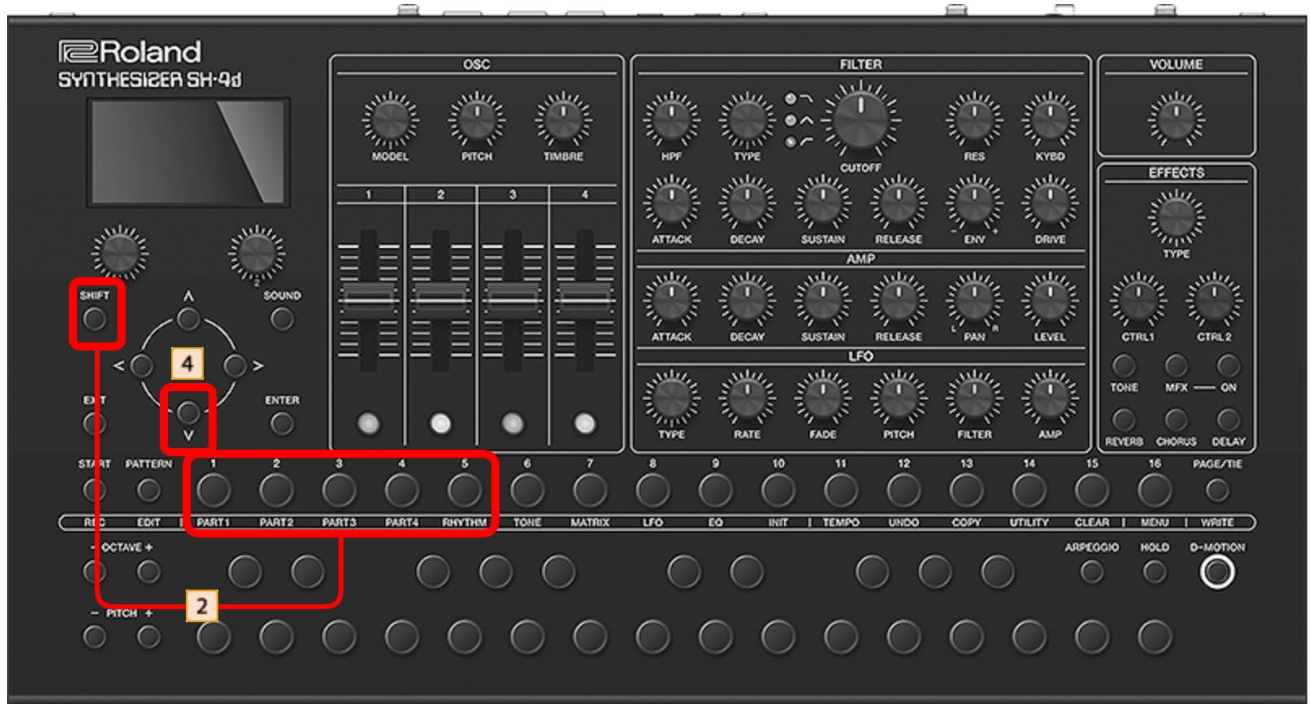 Roland
SYNTHESIZER SH-4d
OSC
MODEL PITCH TIMBRE
1 2 3 4
FILTER
HPF TYPE CUTOFF RES KYBD
ATTACK DECAY SUSTAIN RELEASE − ENV + DRIVE
AMP
ATTACK DECAY SUSTAIN RELEASE L PAN R LEVEL
LFO
TYPE RATE FADE PITCH FILTER AMP
VOLUME
EFFECTS
TYPE
CTRL1 CTRL2
TONE MFX ON
REVERB CHORUS DELAY
2
SHIFT SOUND
4
EXIT ENTER
START PATTERN 1 2 3 4 5 6 7 8 9 10 11 12 13 14 15 16 PAGE/TIE
REC EDIT PART1 PART2 PART3 PART4 RHYTHM TONE MATRIX LFO EQ INIT TEMPO UNDO COPY UTILITY CLEAR MENU WRITE
− OCTAVE + ARPEGGIO HOLD D-MOTION
2
− PITCH +